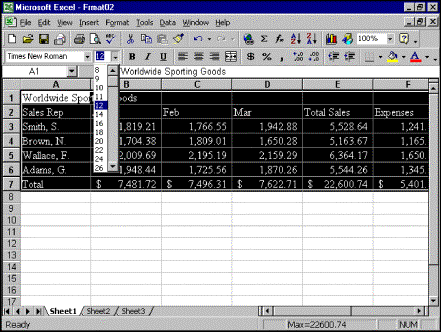 Microsoft Excel - Frmat02
File Edit View Insert Format Tools Data Window Help
100%
Times New Roman 12 B I U $ % ,
A1 = Worldwide Sporting Goods
8
9
10
11
12
14
16
18
20
22
24
26
A B C D E F
1 Worldwide Spor oods
2 Sales Rep Feb Mar Total Sales Expenses
3 Smith, S. 1,819.21 1,766.55 1,942.88 5,528.64 1,241.
4 Brown, N. 1,704.38 1,809.01 1,650.28 5,163.67 1,165.
5 Wallace, F. 2,009.69 2,195.19 2,159.29 6,364.17 1,650.
6 Adams, G. 1,948.44 1,725.56 1,870.26 5,544.26 1,345.
7 Total $ 7,481.72 $ 7,496.31 $ 7,622.71 $ 22,600.74 $ 5,401.
8
9
10
11
12
13
14
15
16
17
Sheet1 Sheet2 Sheet3
Ready Max=22600.74 NUM